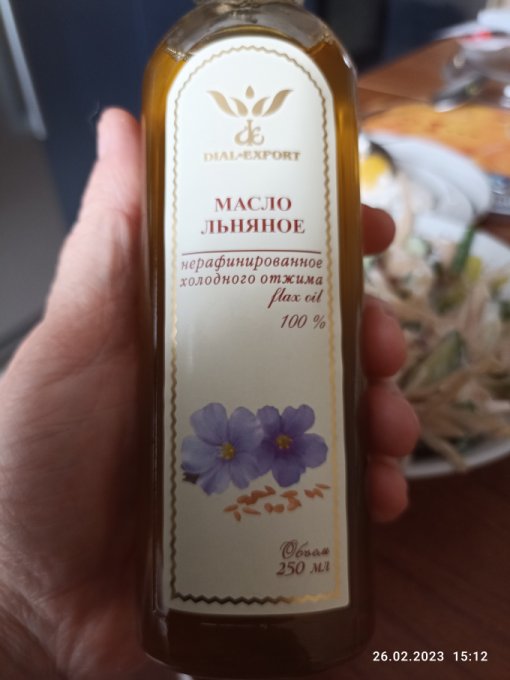 DIAL-EXPORT
МАСЛО
ЛЬНЯНОЕ
нерафинированное
холодного отжима
flax oil
100 %
Объем
250 мл
26.02.2023 15:12